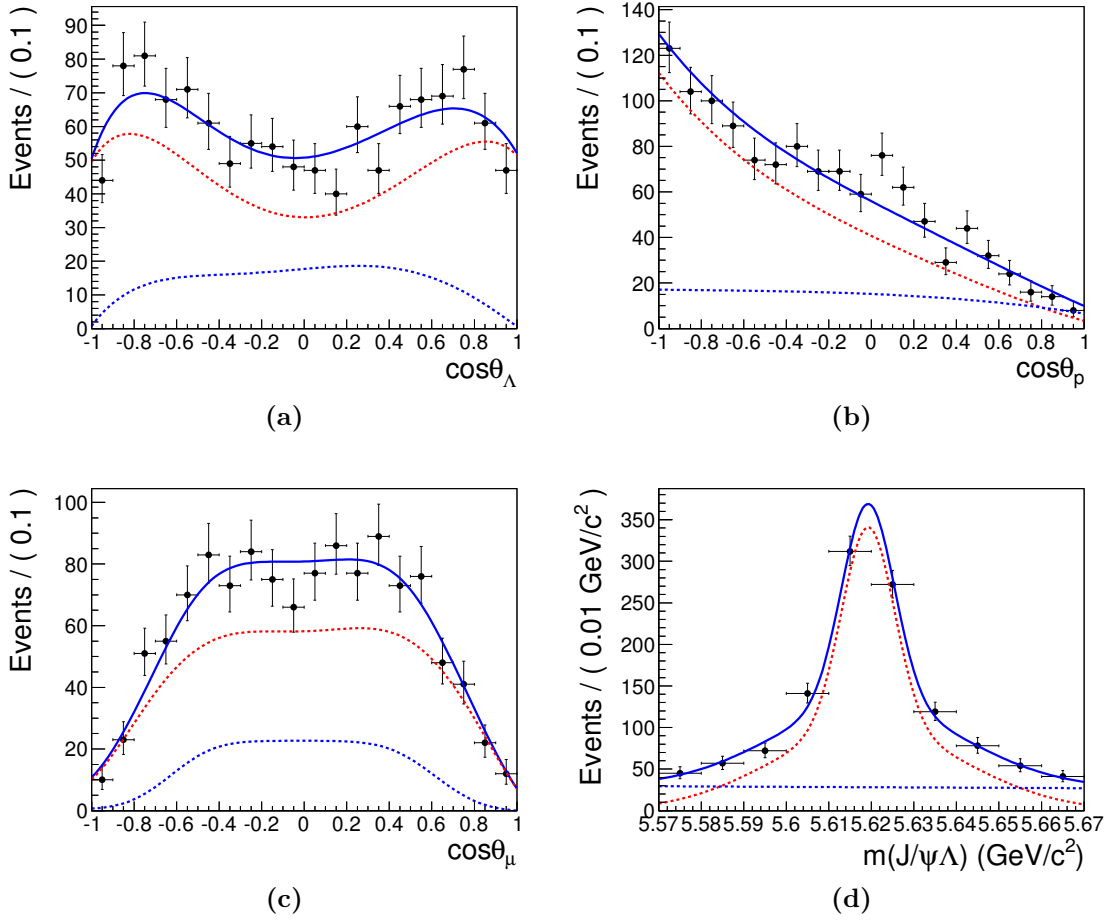 Events / ( 0.1 )
90
80
70
60
50
40
30
20
10
0
-1 -0.8 -0.6 -0.4 -0.2 0 0.2 0.4 0.6 0.8 1
cosθ_Λ
(a)
Events / ( 0.1 )
140
120
100
80
60
40
20
0
-1 -0.8 -0.6 -0.4 -0.2 0 0.2 0.4 0.6 0.8 1
cosθ_p
(b)
Events / ( 0.1 )
100
80
60
40
20
0
-1 -0.8 -0.6 -0.4 -0.2 0 0.2 0.4 0.6 0.8 1
cosθ_μ
(c)
Events / ( 0.01 GeV/c²)
350
300
250
200
150
100
50
0
5.57 5.58 5.59 5.6 5.61 5.62 5.63 5.64 5.65 5.66 5.67
m(J/ψΛ) (GeV/c²)
(d)